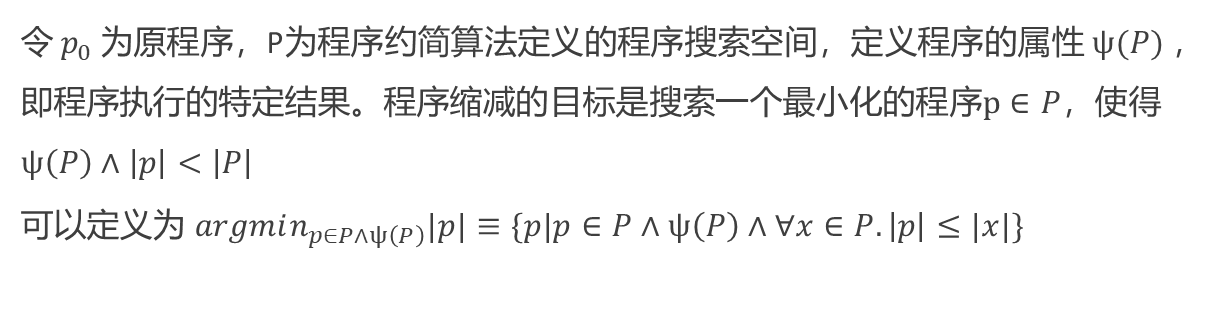 令 𝑝₀ 为原程序，P为程序约简算法定义的程序搜索空间，定义程序的属性 ψ(𝑃) ，
即程序执行的特定结果。程序缩减的目标是搜索一个最小化的程序p ∈ 𝑃，使得
ψ(𝑃) ∧ |𝑝| < |𝑃|
可以定义为 𝑎𝑟𝑔𝑚𝑖𝑛_{𝑝∈𝑃∧ψ(𝑃)}|𝑝| ≡ {𝑝|𝑝 ∈ 𝑃 ∧ ψ(𝑃) ∧ ∀𝑥 ∈ 𝑃. |𝑝| ≤ |𝑥|}